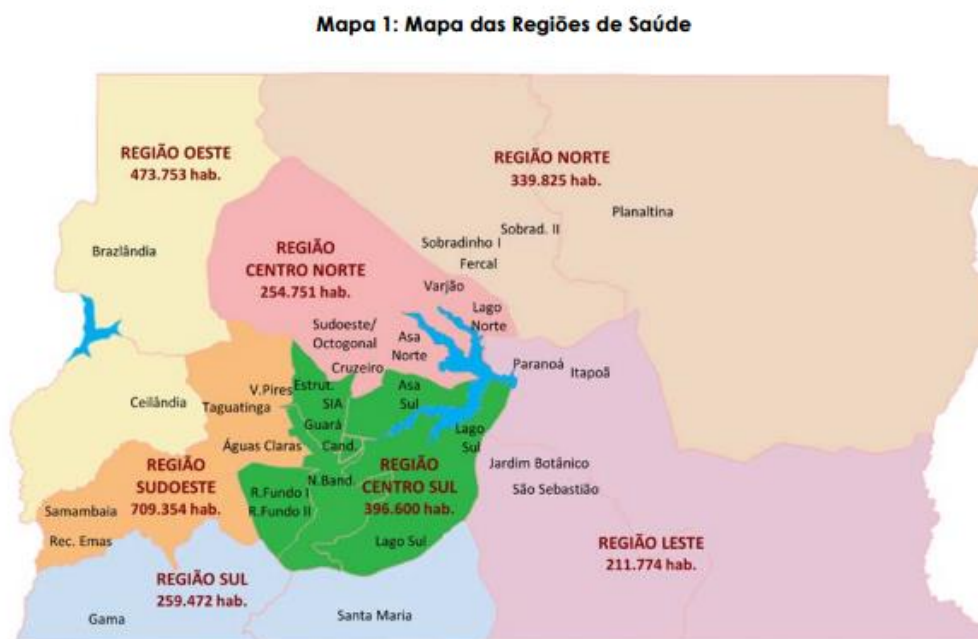 Mapa 1: Mapa das Regiões de Saúde
REGIÃO OESTE
473.753 hab.
Brazlândia
Ceilândia
REGIÃO NORTE
339.825 hab.
Planaltina
Sobrad. II
Sobradinho I
Fercal
REGIÃO
CENTRO NORTE
254.751 hab.
Varjão
Lago
Norte
Sudoeste/
Octogonal
Asa
Norte
Cruzeiro
V.Pires
Taguatinga
Águas Claras
REGIÃO
SUDOESTE
709.354 hab.
Samambaia
Rec. Emas
Estrut.
SIA
Guará
Cand.
Asa
Sul
Lago
Sul
N.Band.
R.Fundo I
R.Fundo II
REGIÃO
CENTRO SUL
396.600 hab.
Lago Sul
Paranoá
Itapoã
Jardim Botânico
São Sebastião
REGIÃO LESTE
211.774 hab.
REGIÃO SUL
259.472 hab.
Gama
Santa Maria